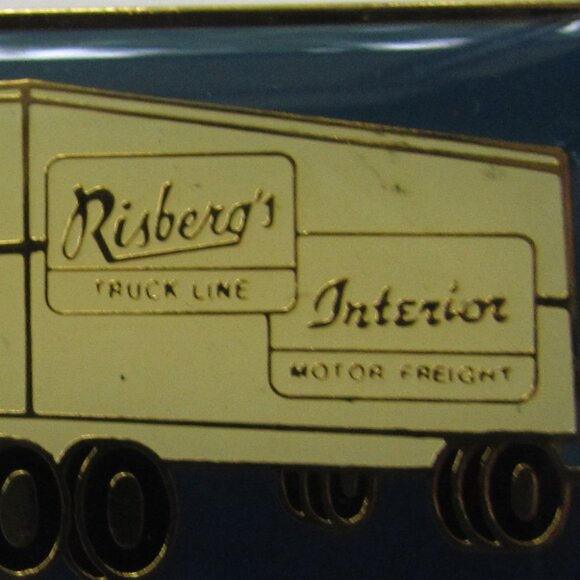 Risberg's
TRUCK LINE
Interior
MOTOR FREIGHT